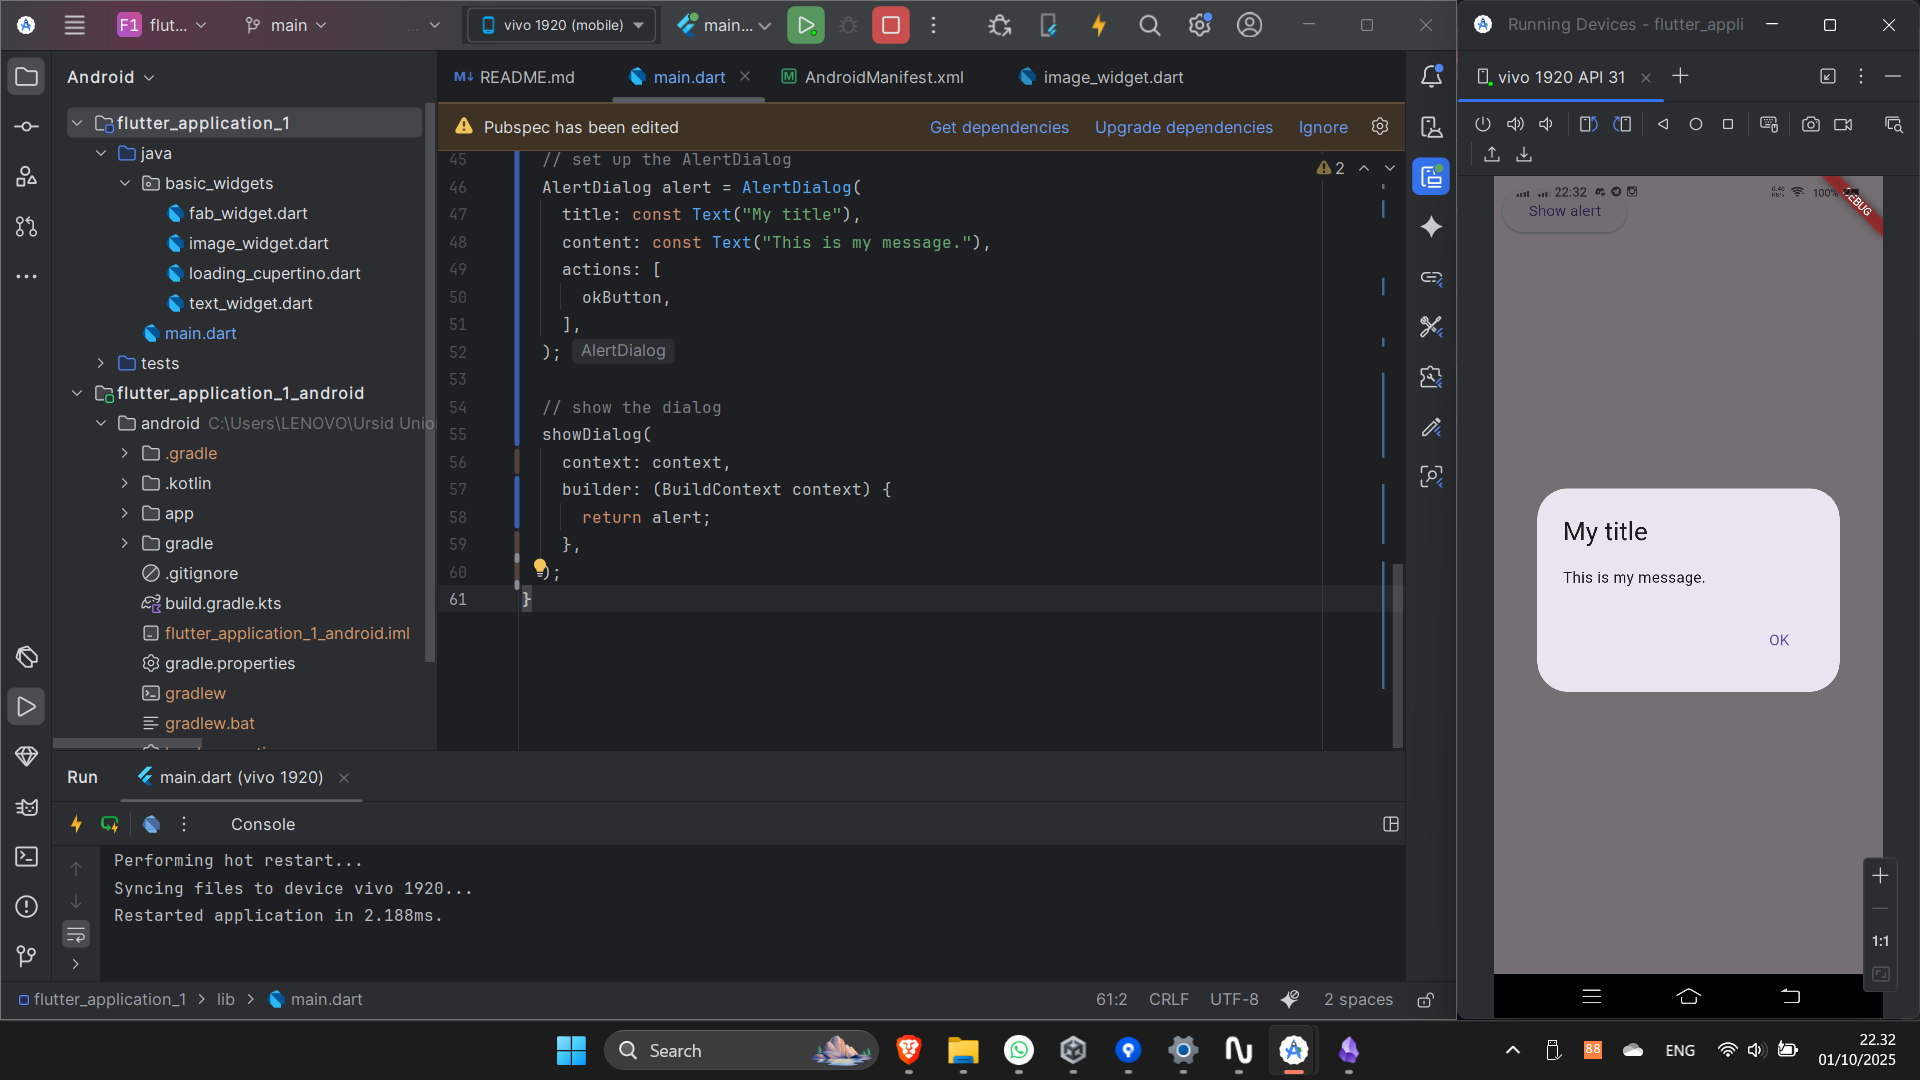 F1 flut...
main
...
vivo 1920 (mobile)
main...
Running Devices - flutter_appli
Android
M↓ README.md
main.dart
AndroidManifest.xml
image_widget.dart
vivo 1920 API 31
Pubspec has been edited
Get dependencies
Upgrade dependencies
Ignore
flutter_application_1
java
basic_widgets
fab_widget.dart
image_widget.dart
loading_cupertino.dart
text_widget.dart
main.dart
tests
flutter_application_1_android
android C:\Users\LENOVO\Ursid Unio
.gradle
.kotlin
app
gradle
.gitignore
build.gradle.kts
flutter_application_1_android.iml
gradle.properties
gradlew
gradlew.bat
2
45 // set up the AlertDialog
46 AlertDialog alert = AlertDialog(
47 title: const Text("My title"),
48 content: const Text("This is my message."),
49 actions: [
50 okButton,
51 ],
52 ); AlertDialog
53
54 // show the dialog
55 showDialog(
56 context: context,
57 builder: (BuildContext context) {
58 return alert;
59 },
60 );
61 }
22:32
100%
DEBUG
Show alert
My title
This is my message.
OK
1:1
Run
main.dart (vivo 1920)
Console
Performing hot restart...
Syncing files to device vivo 1920...
Restarted application in 2.188ms.
flutter_application_1 > lib > main.dart
61:2
CRLF
UTF-8
2 spaces
Search
88
ENG
22.32
01/10/2025